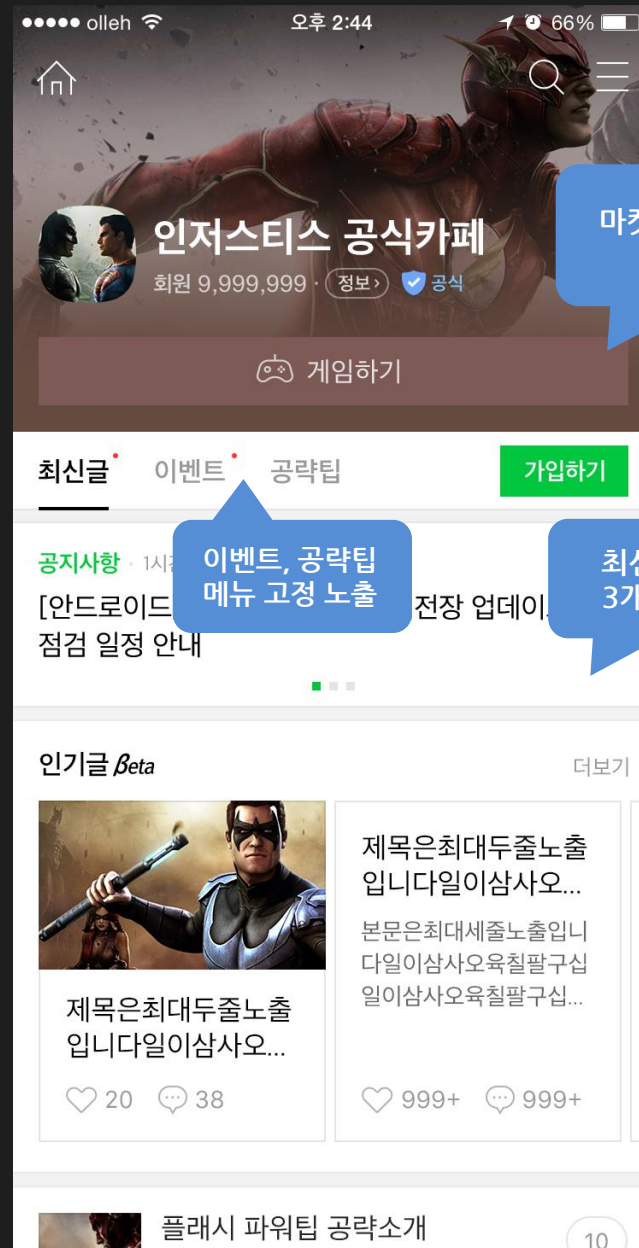 olleh 오후 2:44 66%
인저스티스 공식카페
회원 9,999,999 · 정보 > 공식
게임하기
최신글 이벤트 공략팁 가입하기
이벤트, 공략팁
메뉴 고정 노출
공지사항 ·
[안드로이드 전장
점검 일정 안내
3개
인기글 βeta 더보기
제목은최대두줄노출
입니다일이삼사오...
20 38
제목은최대두줄노출
입니다일이삼사오...
본문은최대세줄노출입니
다일이삼사오육칠팔구십
일이삼사오육칠팔구십...
999+ 999+
플래시 파워팁 공략소개
10